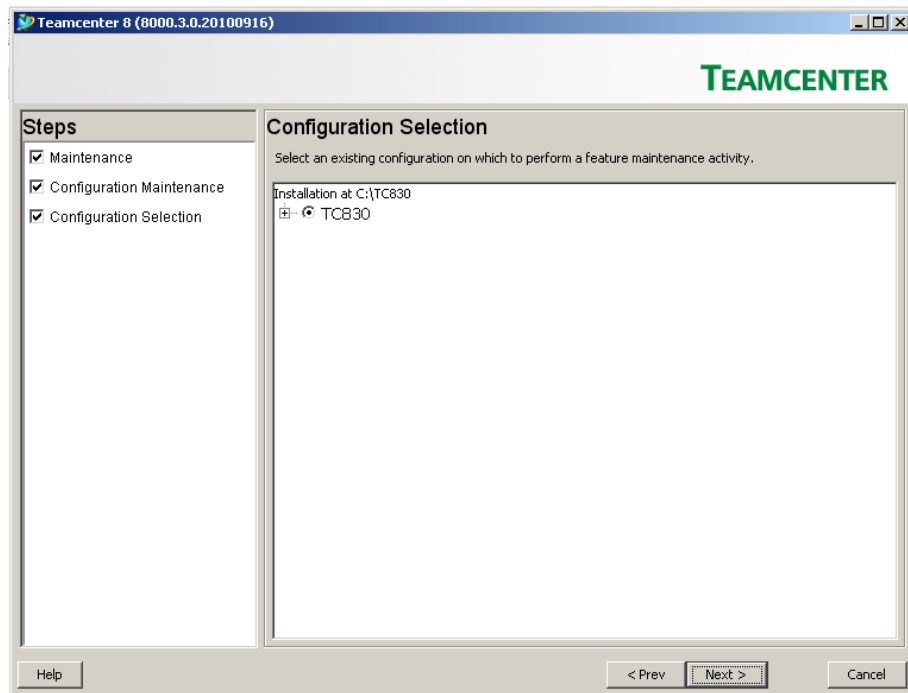 Teamcenter 8 (8000.3.0.20100916)
TEAMCENTER
Steps
Maintenance
Configuration Maintenance
Configuration Selection
Configuration Selection
Select an existing configuration on which to perform a feature maintenance activity.
Installation at C:\TC830
TC830
Help
< Prev
Next >
Cancel